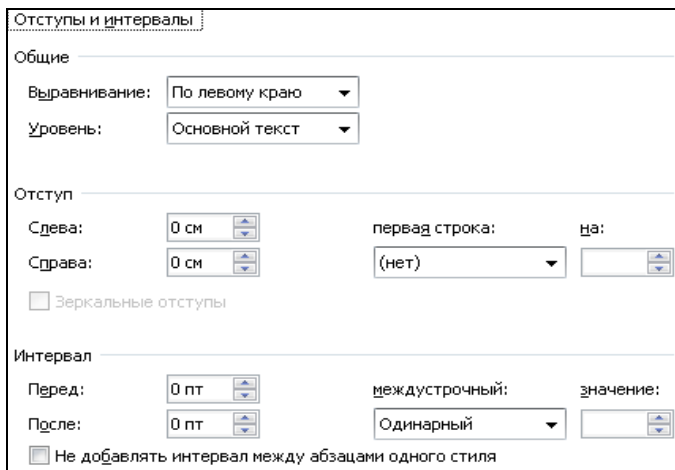 Отступы и интервалы
Общие
Выравнивание: По левому краю
Уровень: Основной текст
Отступ
Слева: 0 см первая строка: на:
Справа: 0 см (нет)
Зеркальные отступы
Интервал
Перед: 0 пт междустрочный: значение:
После: 0 пт Одинарный
Не добавлять интервал между абзацами одного стиля